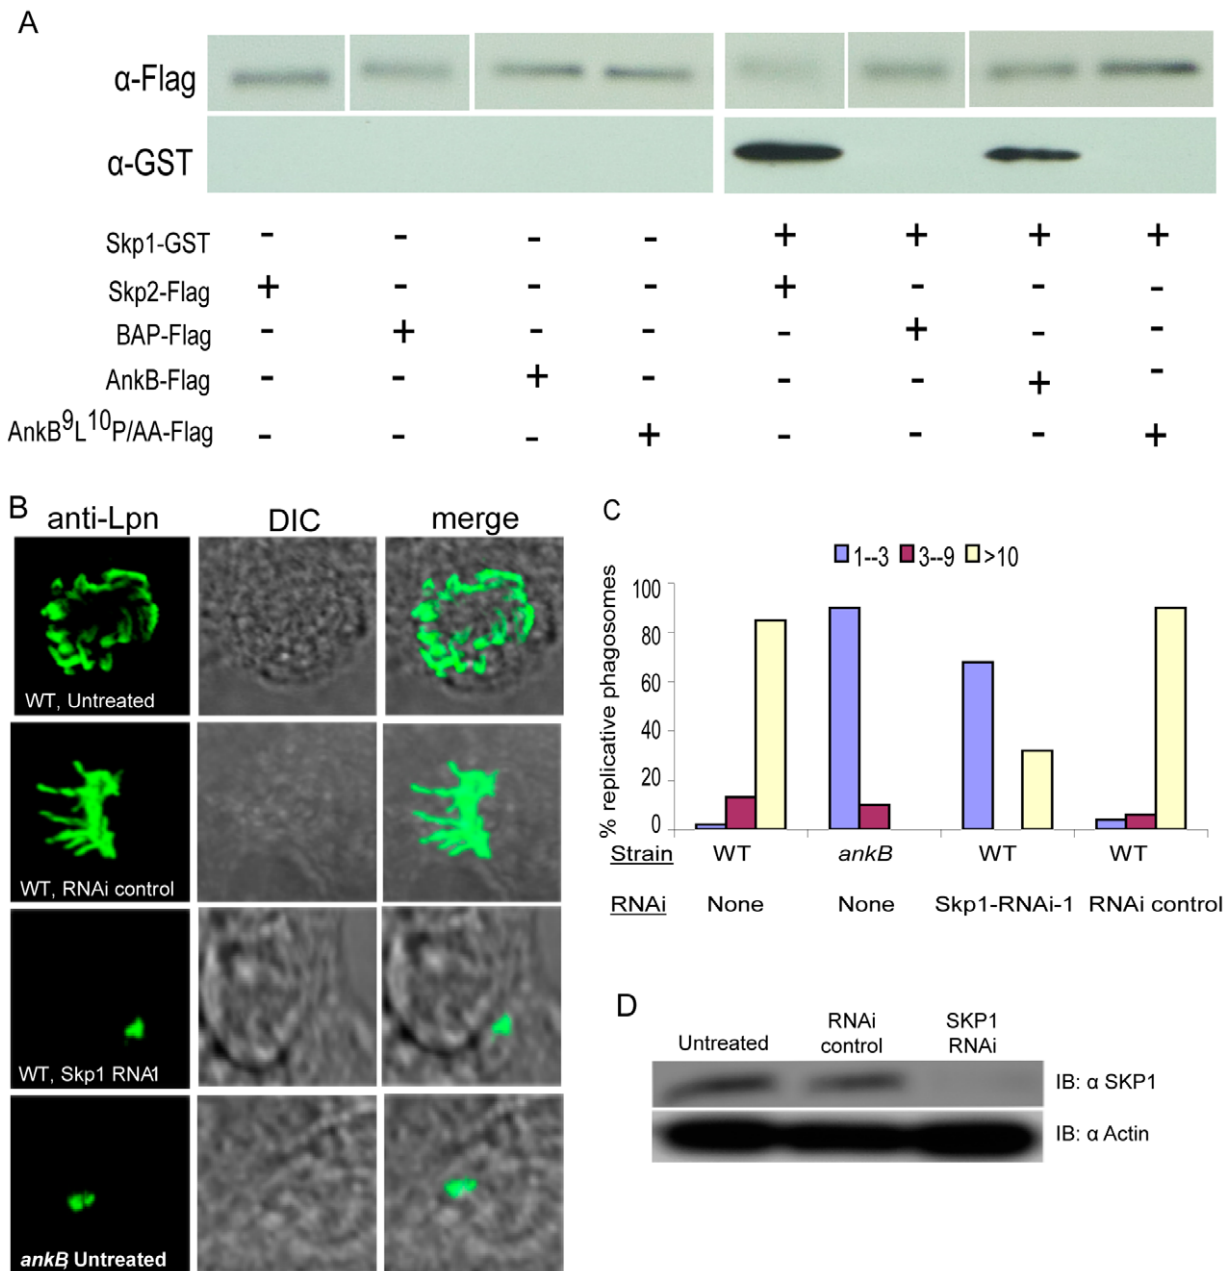 A
α-Flag
α-GST
Skp1-GST - - - - + + + +
Skp2-Flag + - - - + - - -
BAP-Flag - + - - - + - -
AnkB-Flag - - + - - - + -
AnkB9L10P/AA-Flag - - - + - - - +
B
anti-Lpn DIC merge
WT, Untreated
WT, RNAi control
WT, Skp1 RNA1
ankB, Untreated
C
1--3 3--9 >10
% replicative phagosomes
100
80
60
40
20
0
Strain WT ankB WT WT
RNAi None None Skp1-RNAi-1 RNAi control
D
Untreated RNAi control SKP1 RNAi
IB: α SKP1
IB: α Actin